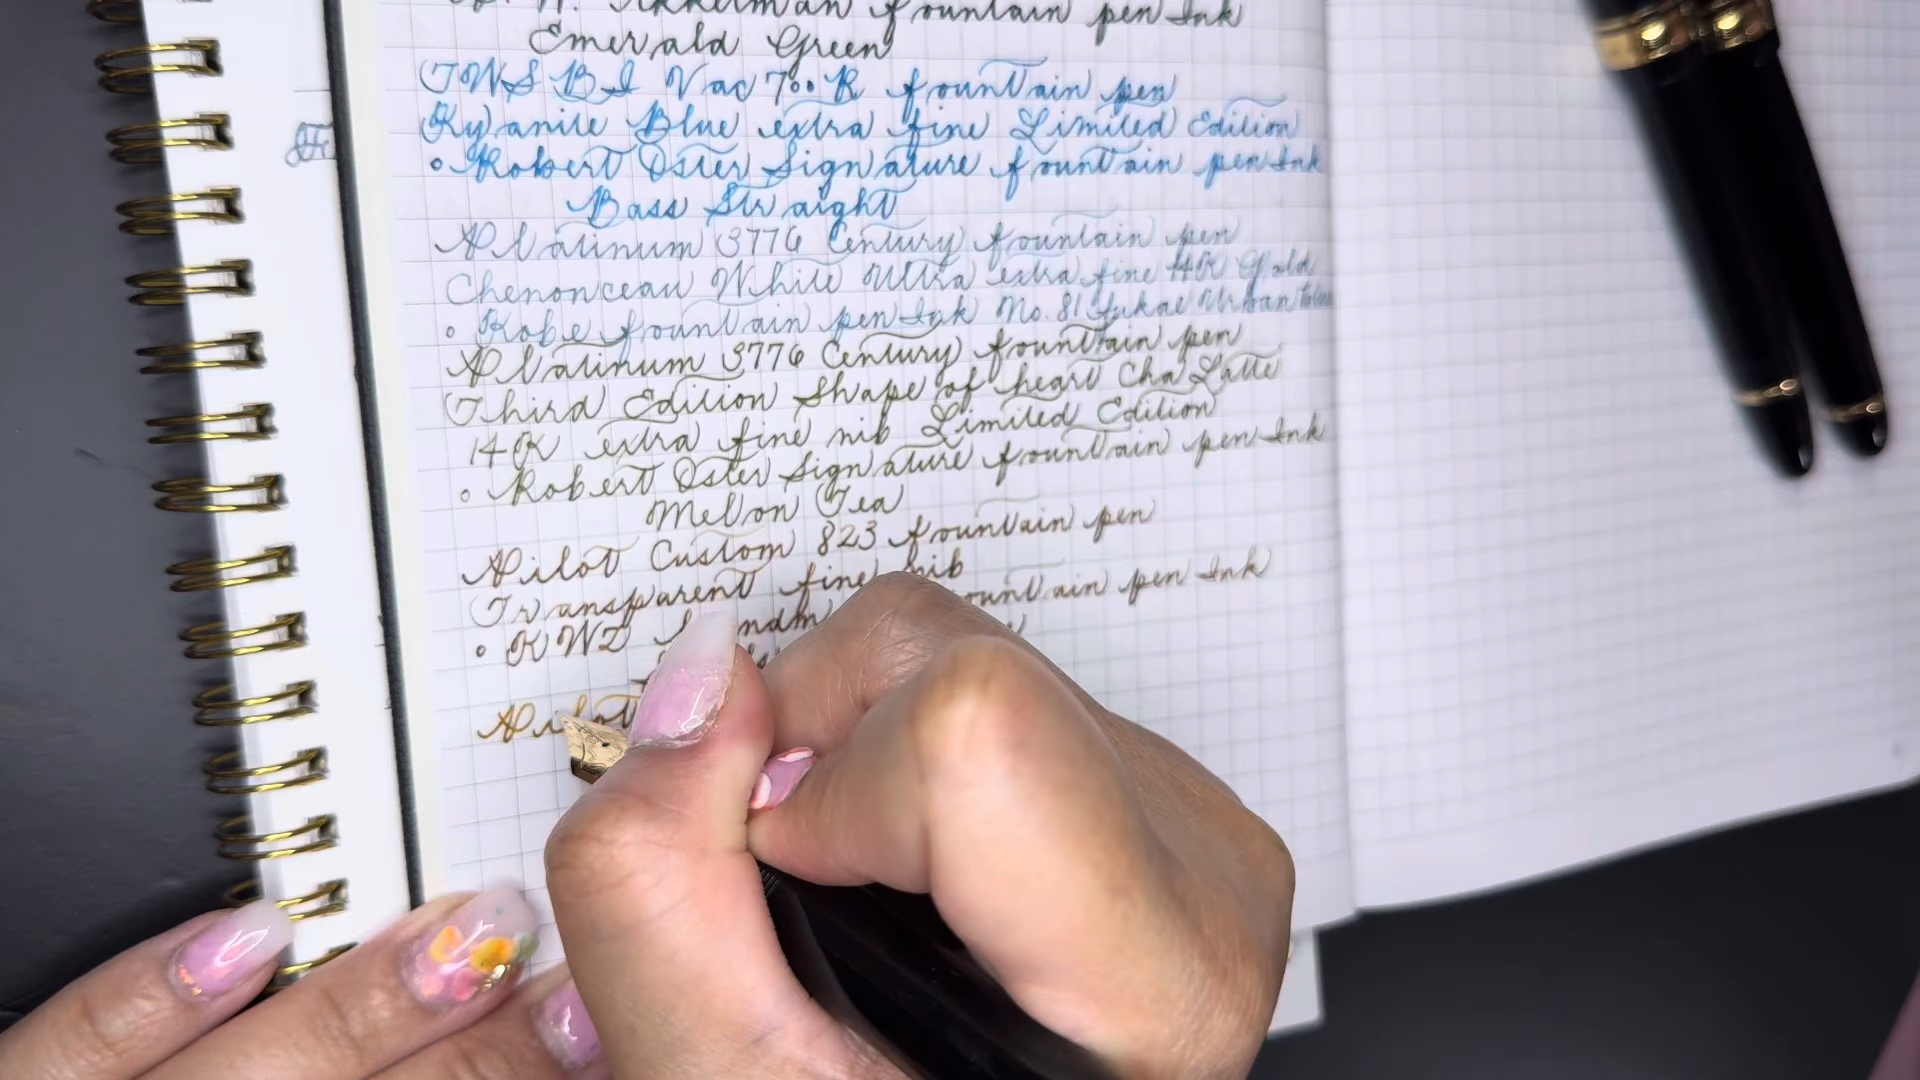 Akkerman fountain pen Ink
Emerald Green
TWSBI Vac 700R fountain pen
Kyanite Blue extra fine Limited Edition
• Robert Oster Signature fountain pen Ink
Bass Straight
Platinum 3776 Century fountain pen
Chenonceau White Ultra extra fine 14K Gold
• Kobe fountain pen Ink No. 81 Urban
Platinum 3776 Century fountain pen
Third Edition Shape of heart Cha Latte
14K extra fine nib Limited Edition
• Robert Oster Signature fountain pen Ink
Melon Tea
Pilot Custom 823 fountain pen
Transparent fine nib
• KWZ fountain pen Ink
Pilot